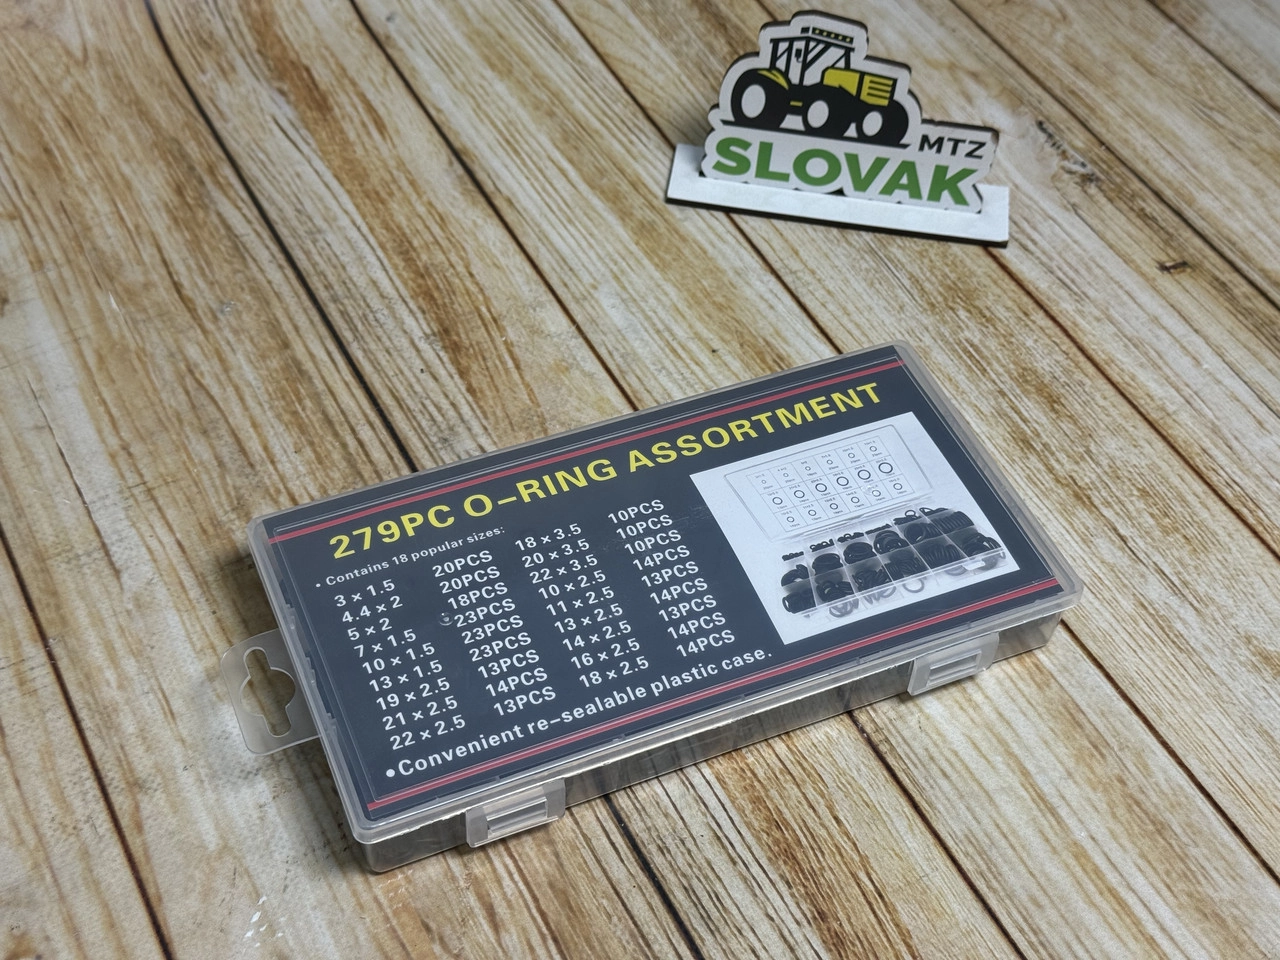 MTZ
SLOVAK
279PC O-RING ASSORTMENT
• Contains 18 popular sizes:
3 × 1.5 20PCS 18 × 3.5 10PCS
4.4 × 2 20PCS 20 × 3.5 10PCS
5 × 2 18PCS 22 × 3.5 10PCS
7 × 1.5 23PCS 10 × 2.5 14PCS
10 × 1.5 23PCS 11 × 2.5 13PCS
13 × 1.5 23PCS 13 × 2.5 14PCS
19 × 2.5 13PCS 14 × 2.5 13PCS
21 × 2.5 14PCS 16 × 2.5 14PCS
22 × 2.5 13PCS 18 × 2.5 14PCS
•Convenient re-sealable plastic case.